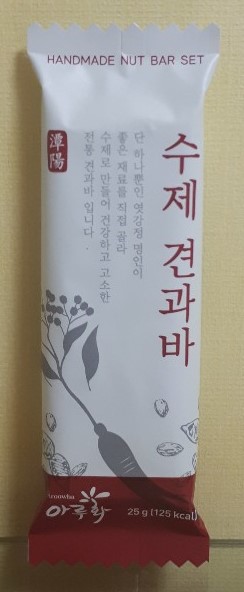 HANDMADE NUT BAR SET
수제 견과바
단 하나뿐인 엿강정 명인이
좋은 재료를 직접 골라
수제로 만들어 건강하고 고소한
전통 견과바 입니다.
潭陽
Aroowha
아루화
25 g (125 kcal)